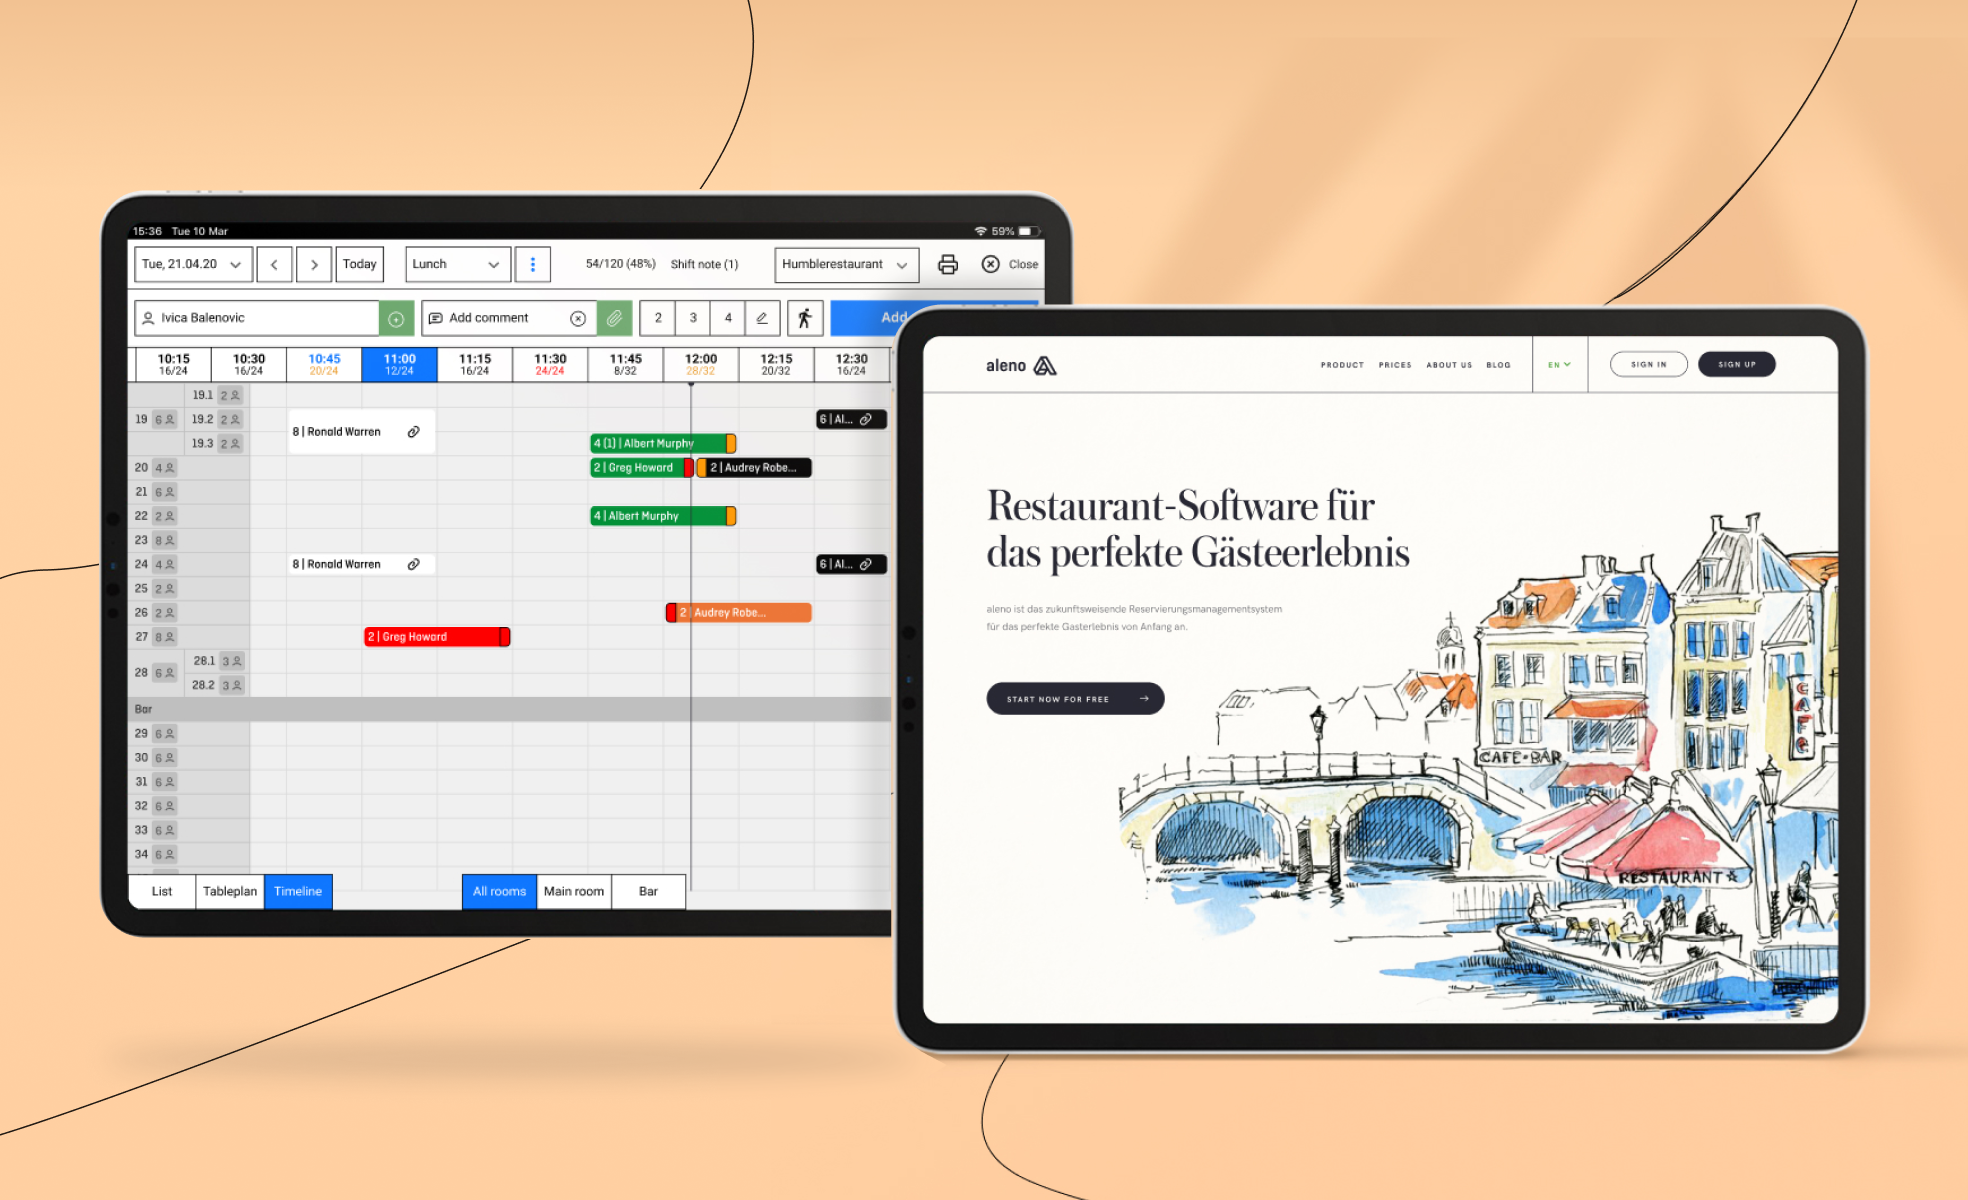 15:36 Tue 10 Mar
59%
Tue, 21.04.20
Today
Lunch
54/120 (48%)
Shift note (1)
Humblerestaurant
Close
Ivica Balenovic
Add comment
2 3 4
Add
10:15 10:30 10:45 11:00 11:15 11:30 11:45 12:00 12:15 12:30
16/24 16/24 20/24 12/24 16/24 24/24 8/32 28/32 20/32 16/24
19.1 2
19 6 19.2 2
8 | Ronald Warren
6 | Al...
19.3 2
4 (1) | Albert Murphy
20 4
2 | Greg Howard
2 | Audrey Robe...
21 6
22 2
4 | Albert Murphy
23 8
24 4
8 | Ronald Warren
6 | Al...
25 2
26 2
2 | Audrey Robe...
27 8
2 | Greg Howard
28.1 3
28 6
28.2 3
Bar
29 6
30 6
31 6
32 6
33 6
34 6
List Tableplan Timeline
All rooms Main room Bar
aleno
PRODUCT PRICES ABOUT US BLOG
EN
SIGN IN
SIGN UP
Restaurant-Software für
das perfekte Gästeerlebnis
aleno ist das zukunftsweisende Reservierungsmanagementsystem
für das perfekte Gasterlebnis von Anfang an.
START NOW FOR FREE
CAFE
CAFE•BAR
RESTAURANT